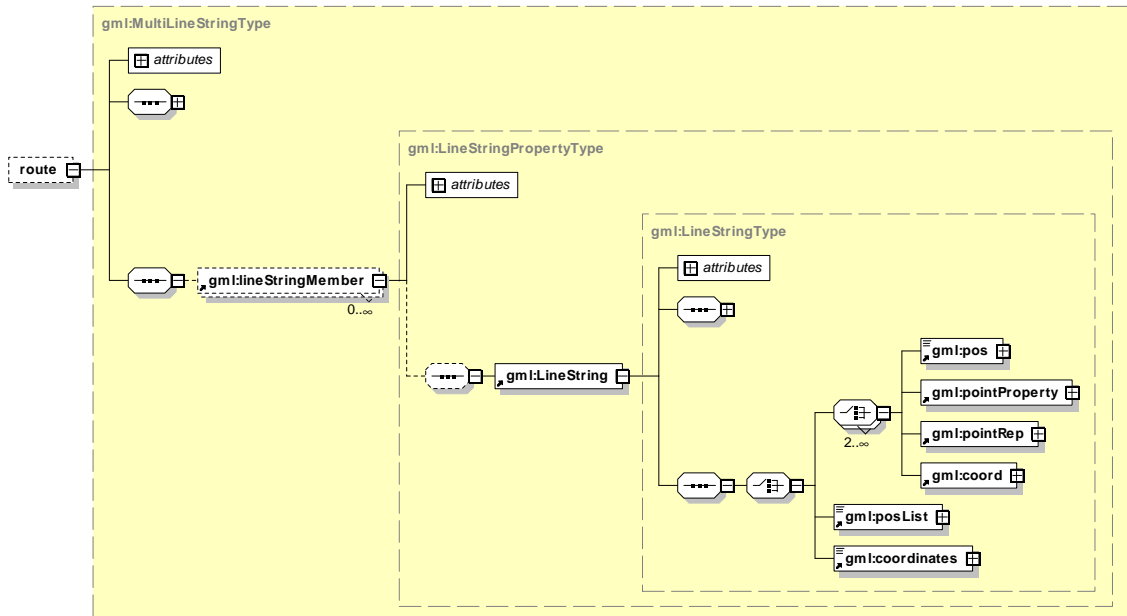 gml:MultiLineStringType
attributes
gml:LineStringPropertyType
route
attributes
gml:LineStringType
attributes
gml:lineStringMember
0..∞
gml:pos
gml:LineString
gml:pointProperty
gml:pointRep
2..∞
gml:coord
gml:posList
gml:coordinates